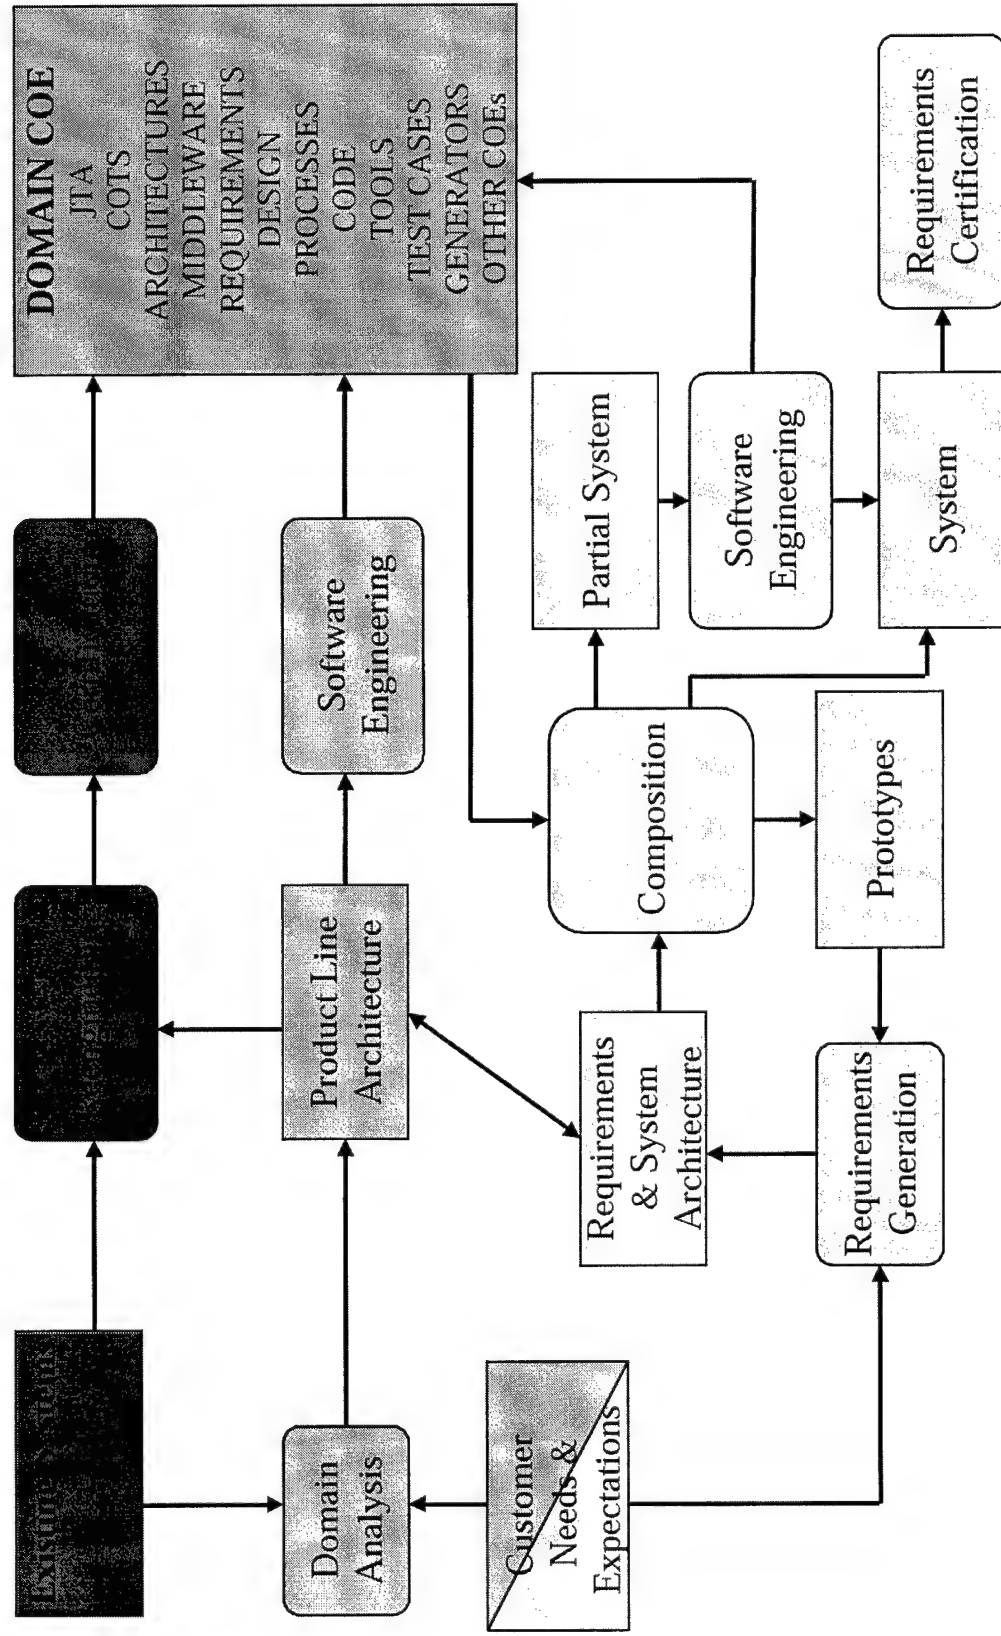 Existing Systems
DOMAIN COE
JTA
COTS
ARCHITECTURES
MIDDLEWARE
REQUIREMENTS
DESIGN
PROCESSES
CODE
TOOLS
TEST CASES
GENERATORS
OTHER COEs
Domain
Analysis
Product Line
Architecture
Software
Engineering
Customer
Needs &
Expectations
Requirements
& System
Architecture
Composition
Partial System
Software
Engineering
Requirements
Generation
Prototypes
System
Requirements
Certification